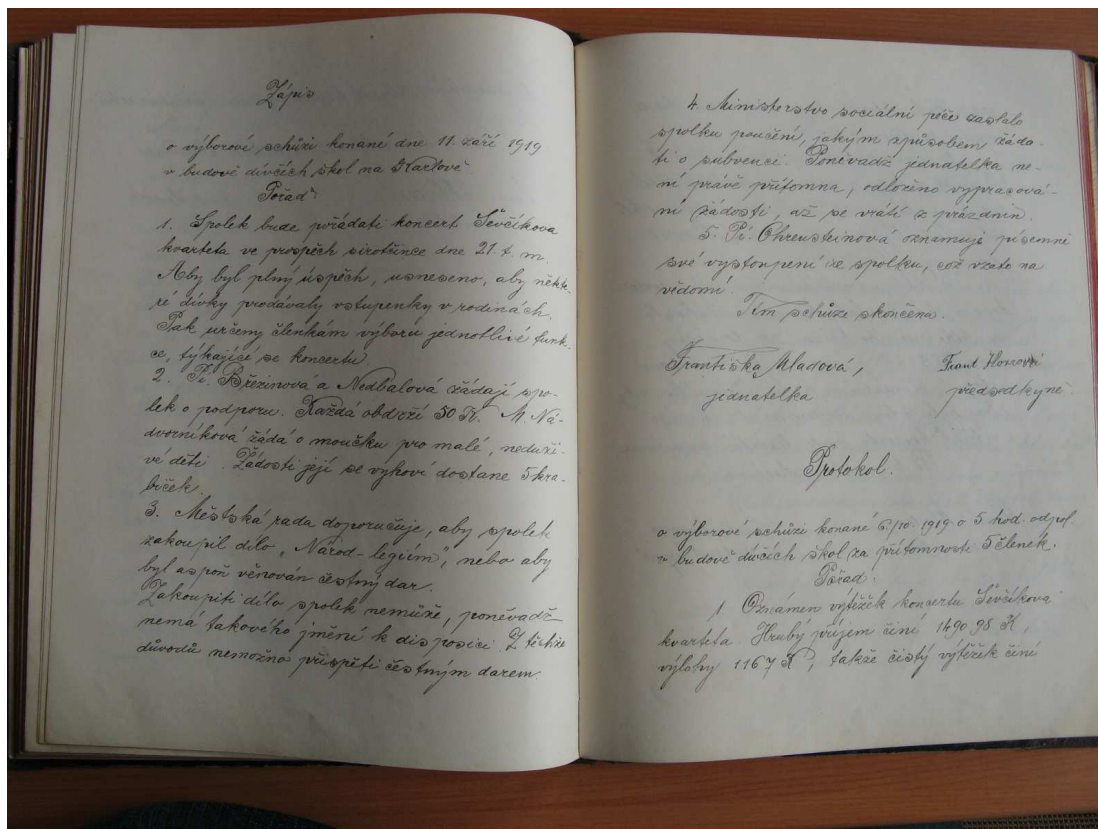 Zápis
o výborové schůzi konané dne 11. září 1919
v budově dívčích škol na Karlově.
Pořad:
1. Spolek bude pořádati koncert Ševčíkova
kvarteta ve prospěch sirotčince dne 21. t. m.
Aby byl plný úspěch, usneseno, aby někte-
ré dívky prodávaly vstupenky v rodinách.
Pak určeny členkám výboru jednotlivé funk-
ce, týkající se koncertu
2. Pí. Březinová a Nedbalová žádají spo-
lek o podporu. Každá obdrží 50 K. M. Ná-
dvorníková žádá o moučku pro malé, neduži-
vé děti. Žádosti její se vyhoví dostane 5 kra-
biček.
3. Městská rada doporučuje, aby spolek
zakoupil dílo „Národ-legiím“, nebo aby
byl aspoň věnován čestný dar.
Zakoupiti dílo spolek nemůže, poněvadž
nemá takového jmění k disposici. Z těchže
důvodů nemožno přispěti čestným darem.
4. Ministerstvo sociální péče zaslalo
spolku poučení, jakým způsobem žáda-
ti o subvenci. Poněvadž jednatelka ne-
ní právě přítomna, odloženo vypracová-
ní žádosti, až se vrátí z prázdnin.
5. Pí. Ohrensteinová oznamuje písemně
své vystoupení ze spolku, což vzato na
vědomí.
Tím schůze skončena.
Františka Mladová,
jednatelka
Frant
předsedkyně
Protokol.
o výborové schůzi konané 6./10. 1919 o 5 hod. odpol.
v budově dívčích škol za přítomnosti 5 členek.
Pořad:
1. Oznámen výtěžek koncertu Ševčíkova
kvarteta. Hrubý příjem činí 1490 98 K,
výlohy 1167 K, takže čistý výtěžek činí